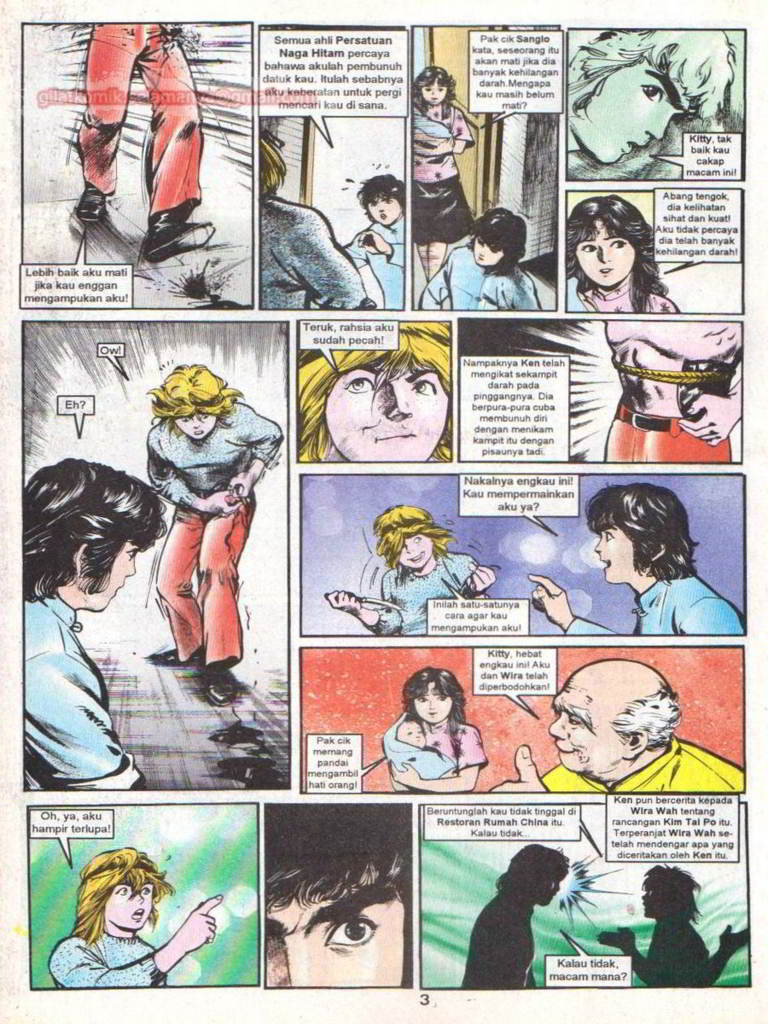 Lebih baik aku mati
jika kau enggan
mengampukan aku!
Semua ahli Persatuan
Naga Hitam percaya
bahawa akulah pembunuh
datuk kau. Itulah sebabnya
aku keberatan untuk pergi
mencari kau di sana.
Pak cik Sanglo
kata, seseorang itu
akan mati jika dia
banyak kehilangan
darah.Mengapa
kau masih belum
mati?
Kitty, tak
baik kau
cakap
macam ini!
Abang tengok,
dia kelihatan
sihat dan kuat!
Aku tidak percaya
dia telah banyak
kehilangan darah!
Ow!
Eh?
Teruk, rahsia aku
sudah pecah!
Nampaknya Ken telah
mengikat sekampit
darah pada
pinggangnya. Dia
berpura-pura cuba
membunuh diri
dengan menikam
kampit itu dengan
pisaunya tadi.
Nakalnya engkau ini!
Kau mempermainkan
aku ya?
Inilah satu-satunya
cara agar kau
mengampukan aku!
Kitty, hebat
engkau ini! Aku
dan Wira telah
diperbodohkan!
Pak cik
memang
pandai
mengambil
hati orang!
Oh, ya, aku
hampir terlupa!
Beruntunglah kau tidak tinggal di
Restoran Rumah China itu.
Kalau tidak...
Ken pun bercerita kepada
Wira Wah tentang
rancangan Kim Tai Po itu.
Terperanjat Wira Wah se-
telah mendengar apa yang
diceritakan oleh Ken itu.
Kalau tidak,
macam mana?
3